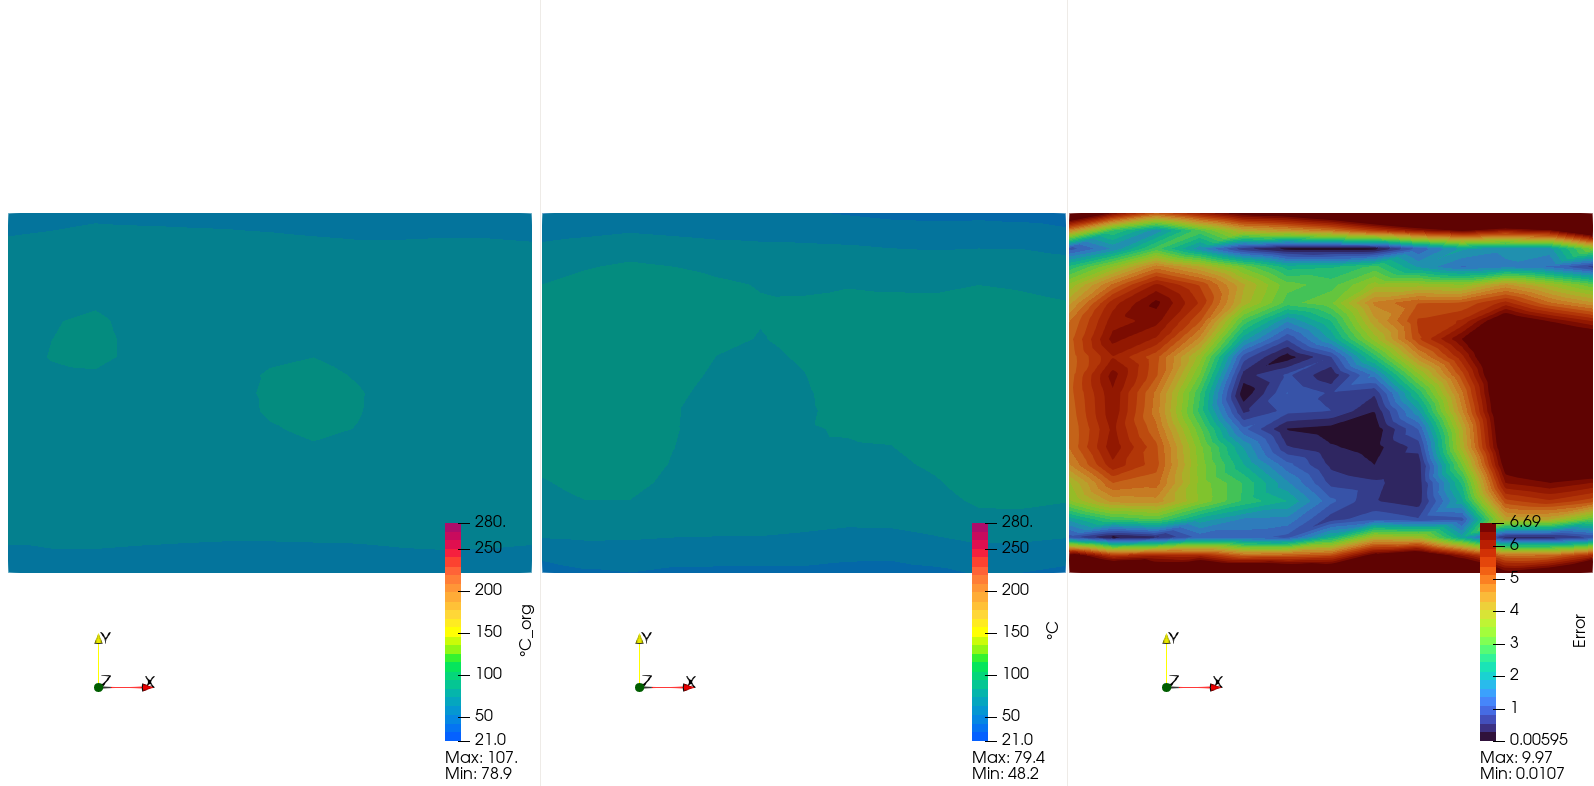 280.
250
200
150
100
50
21.0
°C_org
Max: 107.
Min: 78.9
Y
Z
X
280.
250
200
150
100
50
21.0
°C
Max: 79.4
Min: 48.2
Y
Z
X
6.69
6
5
4
3
2
1
0.00595
Error
Max: 9.97
Min: 0.0107
Y
Z
X